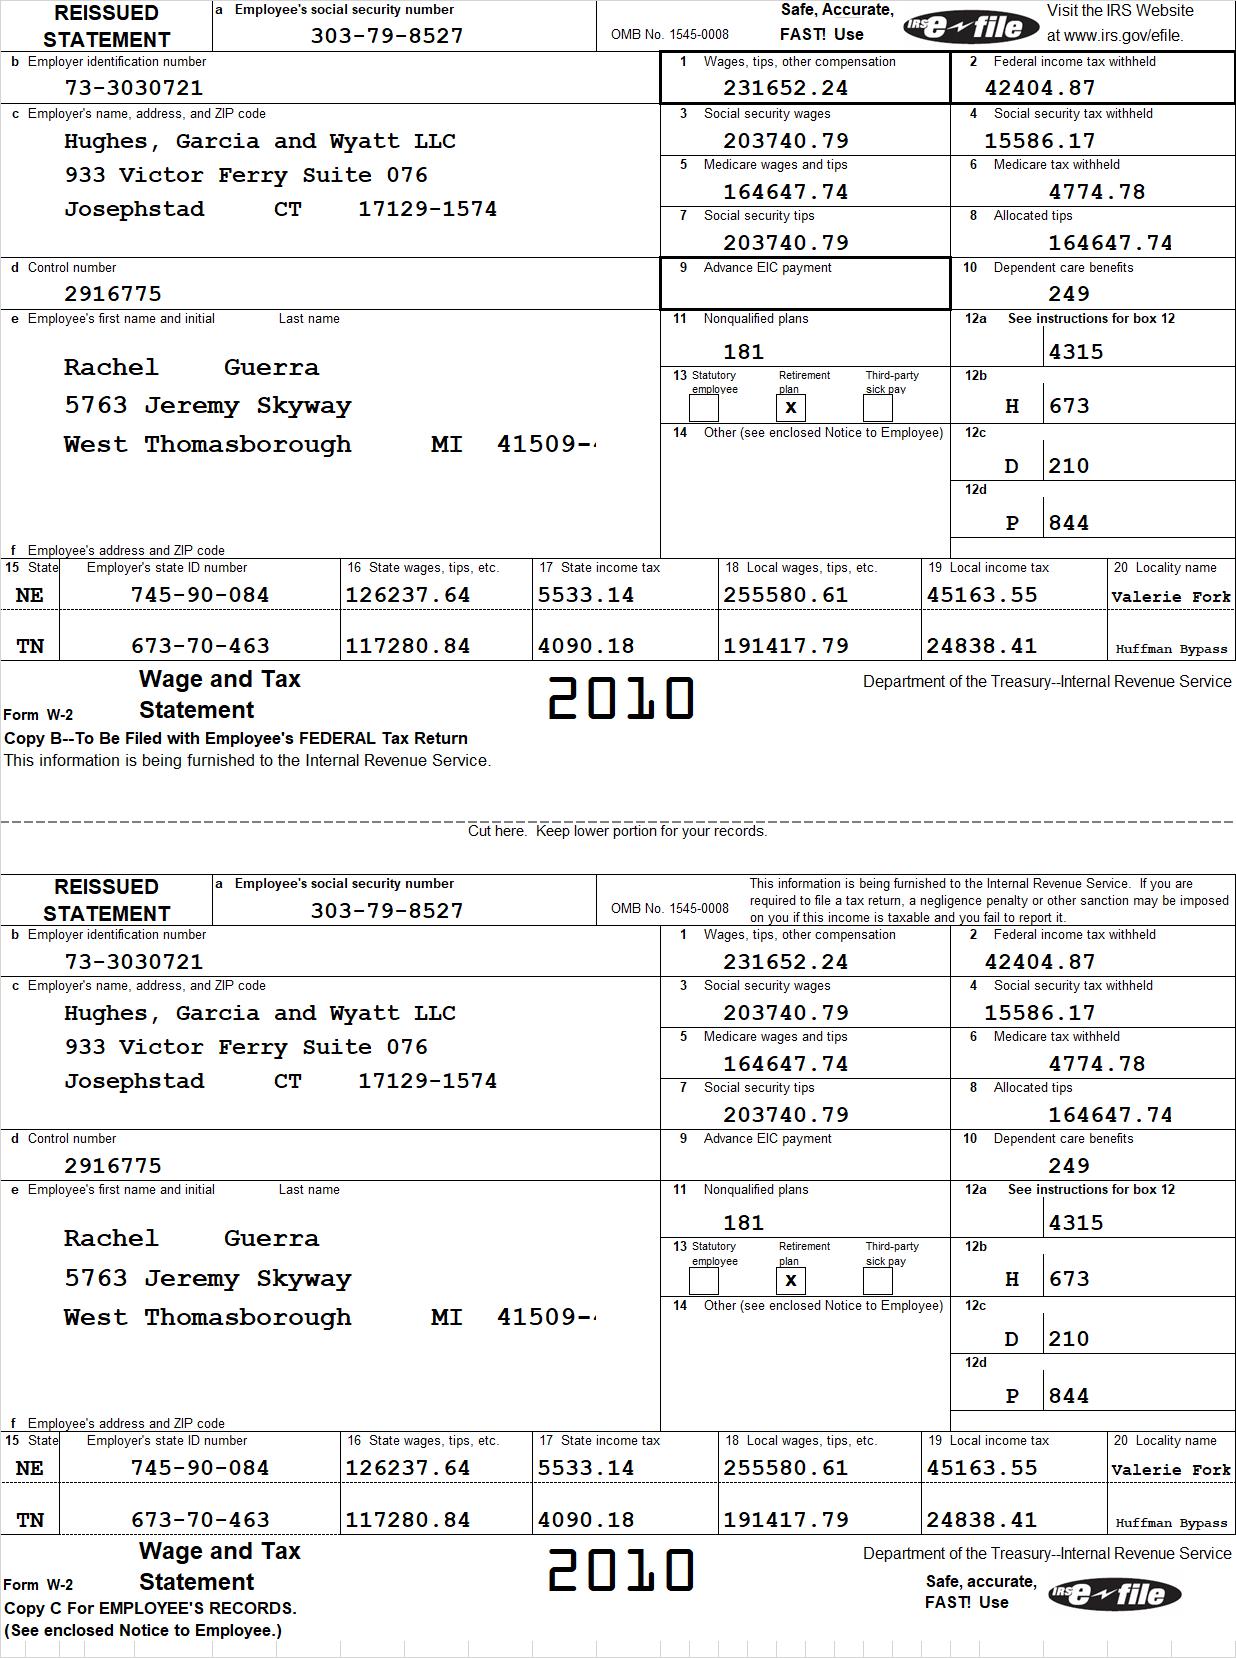 REISSUED STATEMENT
a Employee's social security number
303-79-8527
OMB No. 1545-0008
Safe, Accurate,
FAST! Use
IRS e-file
Visit the IRS Website
at www.irs.gov/efile.
b Employer identification number
73-3030721
1 Wages, tips, other compensation
231652.24
2 Federal income tax withheld
42404.87
c Employer's name, address, and ZIP code
Hughes, Garcia and Wyatt LLC
933 Victor Ferry Suite 076
Josephstad CT 17129-1574
3 Social security wages
203740.79
4 Social security tax withheld
15586.17
5 Medicare wages and tips
164647.74
6 Medicare tax withheld
4774.78
7 Social security tips
203740.79
8 Allocated tips
164647.74
d Control number
2916775
9 Advance EIC payment
10 Dependent care benefits
249
e Employee's first name and initial Last name
Rachel Guerra
5763 Jeremy Skyway
West Thomasborough MI 41509-
11 Nonqualified plans
181
12a See instructions for box 12
4315
13 Statutory employee
Retirement plan
X
Third-party sick pay
12b
H 673
14 Other (see enclosed Notice to Employee)
12c
D 210
12d
P 844
f Employee's address and ZIP code
15 State Employer's state ID number 16 State wages, tips, etc. 17 State income tax 18 Local wages, tips, etc. 19 Local income tax 20 Locality name
NE 745-90-084 126237.64 5533.14 255580.61 45163.55 Valerie Fork
TN 673-70-463 117280.84 4090.18 191417.79 24838.41 Huffman Bypass
Form W-2
Wage and Tax
Statement
2010
Department of the Treasury--Internal Revenue Service
Copy B--To Be Filed with Employee's FEDERAL Tax Return
This information is being furnished to the Internal Revenue Service.
Cut here. Keep lower portion for your records.
REISSUED STATEMENT
a Employee's social security number
303-79-8527
OMB No. 1545-0008
This information is being furnished to the Internal Revenue Service. If you are
required to file a tax return, a negligence penalty or other sanction may be imposed
on you if this income is taxable and you fail to report it.
b Employer identification number
73-3030721
1 Wages, tips, other compensation
231652.24
2 Federal income tax withheld
42404.87
c Employer's name, address, and ZIP code
Hughes, Garcia and Wyatt LLC
933 Victor Ferry Suite 076
Josephstad CT 17129-1574
3 Social security wages
203740.79
4 Social security tax withheld
15586.17
5 Medicare wages and tips
164647.74
6 Medicare tax withheld
4774.78
7 Social security tips
203740.79
8 Allocated tips
164647.74
d Control number
2916775
9 Advance EIC payment
10 Dependent care benefits
249
e Employee's first name and initial Last name
Rachel Guerra
5763 Jeremy Skyway
West Thomasborough MI 41509-
11 Nonqualified plans
181
12a See instructions for box 12
4315
13 Statutory employee
Retirement plan
X
Third-party sick pay
12b
H 673
14 Other (see enclosed Notice to Employee)
12c
D 210
12d
P 844
f Employee's address and ZIP code
15 State Employer's state ID number 16 State wages, tips, etc. 17 State income tax 18 Local wages, tips, etc. 19 Local income tax 20 Locality name
NE 745-90-084 126237.64 5533.14 255580.61 45163.55 Valerie Fork
TN 673-70-463 117280.84 4090.18 191417.79 24838.41 Huffman Bypass
Form W-2
Wage and Tax
Statement
2010
Department of the Treasury--Internal Revenue Service
Safe, accurate,
FAST! Use
IRS e-file
Copy C For EMPLOYEE'S RECORDS.
(See enclosed Notice to Employee.)